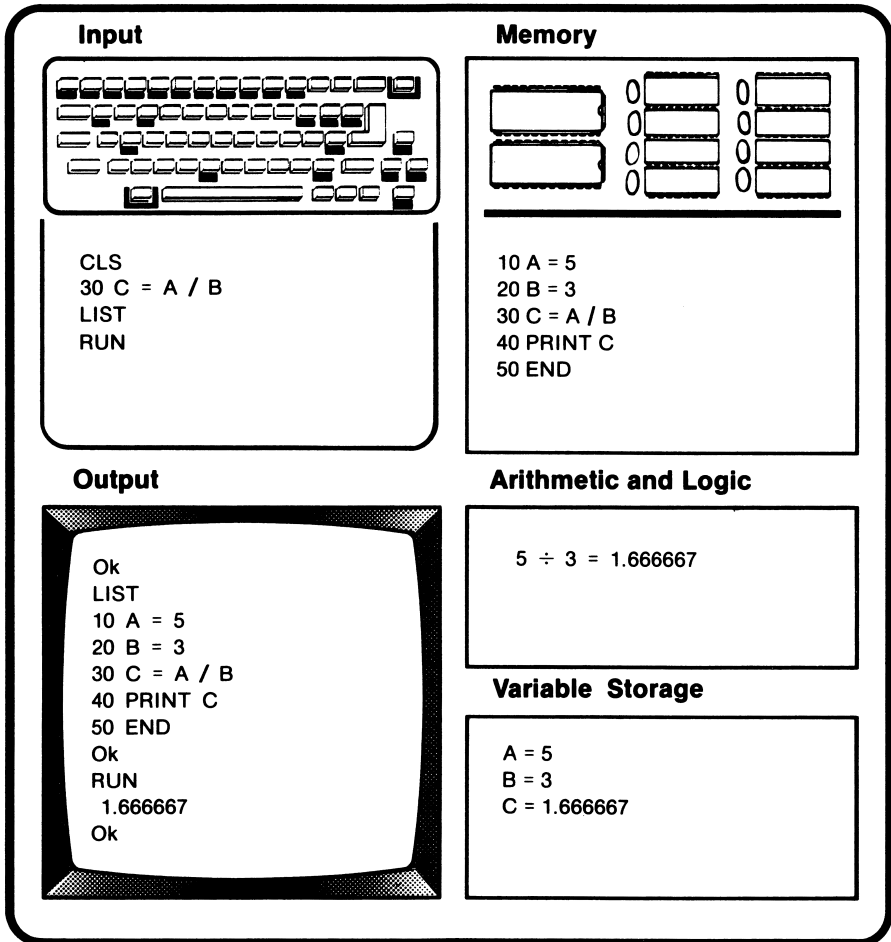 Input
CLS
30 C = A / B
LIST
RUN
Memory
10 A = 5
20 B = 3
30 C = A / B
40 PRINT C
50 END
Output
Ok
LIST
10 A = 5
20 B = 3
30 C = A / B
40 PRINT C
50 END
Ok
RUN
1.666667
Ok
Arithmetic and Logic
5 ÷ 3 = 1.666667
Variable Storage
A = 5
B = 3
C = 1.666667